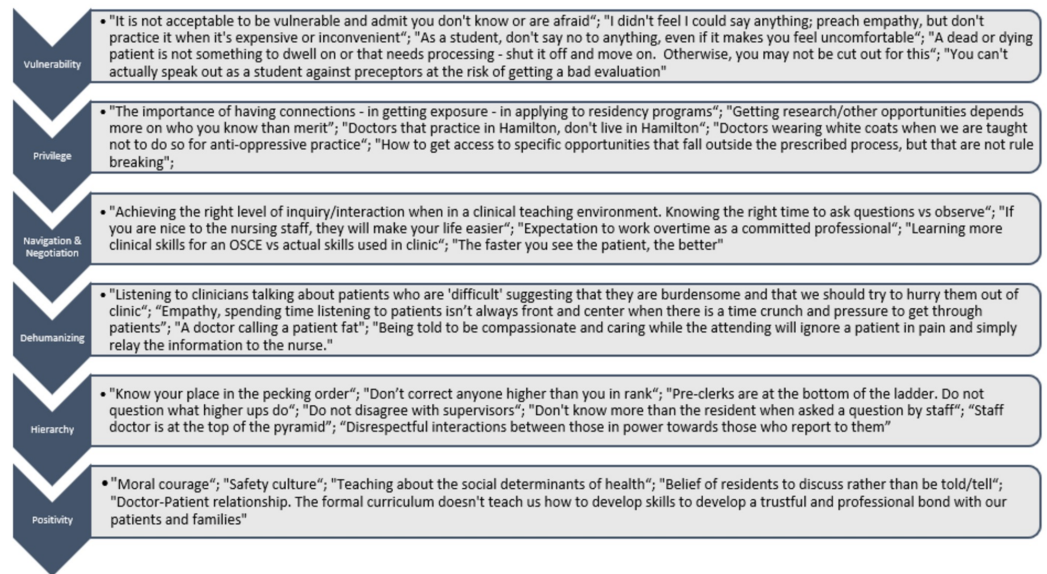 Vulnerability
• "It is not acceptable to be vulnerable and admit you don't know or are afraid“; "I didn't feel I could say anything; preach empathy, but don't
practice it when it's expensive or inconvenient“; "As a student, don't say no to anything, even if it makes you feel uncomfortable“; "A dead or dying
patient is not something to dwell on or that needs processing - shut it off and move on.  Otherwise, you may not be cut out for this“; "You can't
actually speak out as a student against preceptors at the risk of getting a bad evaluation"
Privilege
• "The importance of having connections - in getting exposure - in applying to residency programs“; "Getting research/other opportunities depends
more on who you know than merit”; "Doctors that practice in Hamilton, don't live in Hamilton“; "Doctors wearing white coats when we are taught
not to do so for anti-oppressive practice“; "How to get access to specific opportunities that fall outside the prescribed process, but that are not rule
breaking";
Navigation &
Negotiation
• "Achieving the right level of inquiry/interaction when in a clinical teaching environment. Knowing the right time to ask questions vs observe“; "If
you are nice to the nursing staff, they will make your life easier“; "Expectation to work overtime as a committed professional“; "Learning more
clinical skills for an OSCE vs actual skills used in clinic“; "The faster you see the patient, the better"
Dehumanizing
• "Listening to clinicians talking about patients who are 'difficult' suggesting that they are burdensome and that we should try to hurry them out of
clinic“; “Empathy, spending time listening to patients isn’t always front and center when there is a time crunch and pressure to get through
patients”; "A doctor calling a patient fat"; "Being told to be compassionate and caring while the attending will ignore a patient in pain and simply
relay the information to the nurse."
Hierarchy
• "Know your place in the pecking order“; "Don’t correct anyone higher than you in rank“; "Pre-clerks are at the bottom of the ladder. Do not
question what higher ups do“; "Do not disagree with supervisors“; "Don't know more than the resident when asked a question by staff“; “Staff
doctor is at the top of the pyramid”; “Disrespectful interactions between those in power towards those who report to them”
Positivity
• "Moral courage“; "Safety culture“; "Teaching about the social determinants of health“; "Belief of residents to discuss rather than be told/tell“;
"Doctor-Patient relationship. The formal curriculum doesn't teach us how to develop skills to develop a trustful and professional bond with our
patients and families"